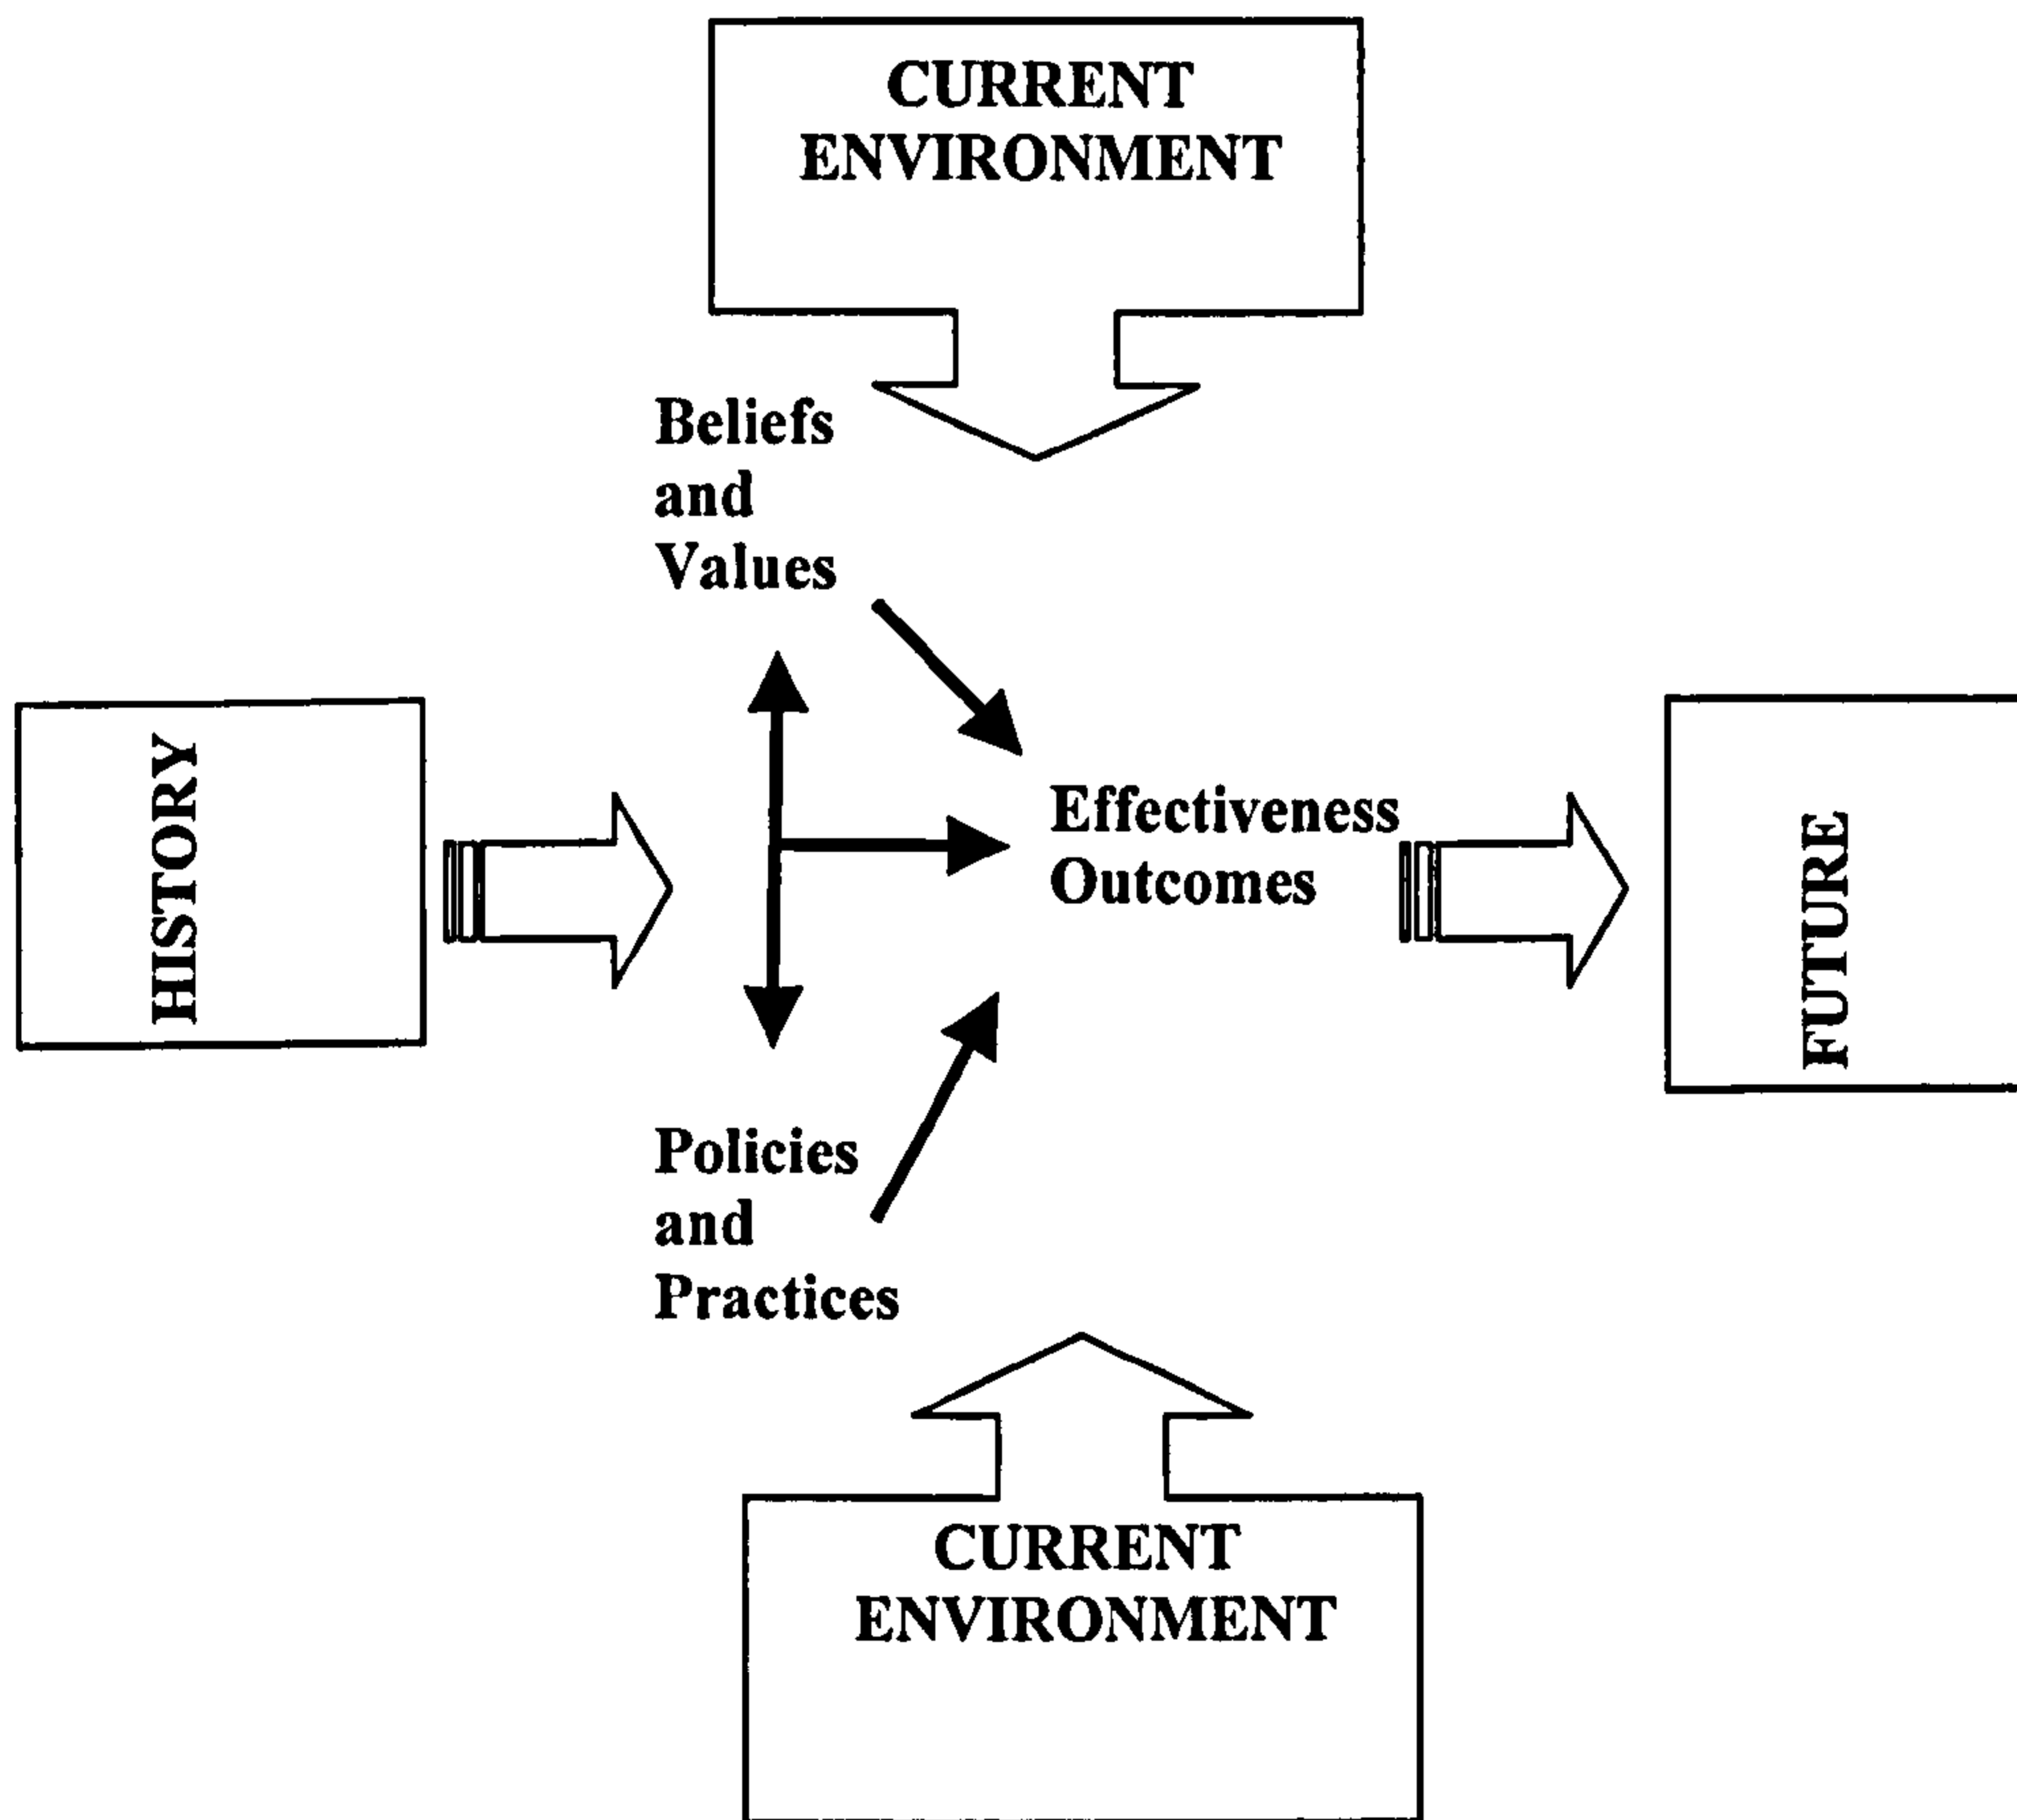 CURRENT
ENVIRONMENT
Beliefs
and
Values
HISTORY
Effectiveness
Outcomes
FUTURE
Policies
and
Practices
CURRENT
ENVIRONMENT